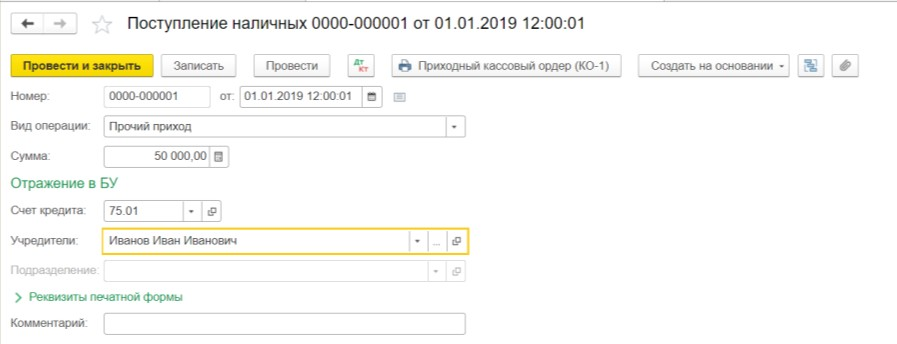 Поступление наличных 0000-000001 от 01.01.2019 12:00:01
Провести и закрыть Записать Провести Дт Кт Приходный кассовый ордер (КО-1) Создать на основании
Номер: 0000-000001 от: 01.01.2019 12:00:01
Вид операции: Прочий приход
Сумма: 50 000,00
Отражение в БУ
Счет кредита: 75.01
Учредители: Иванов Иван Иванович ...
Подразделение:
Реквизиты печатной формы
Комментарий: